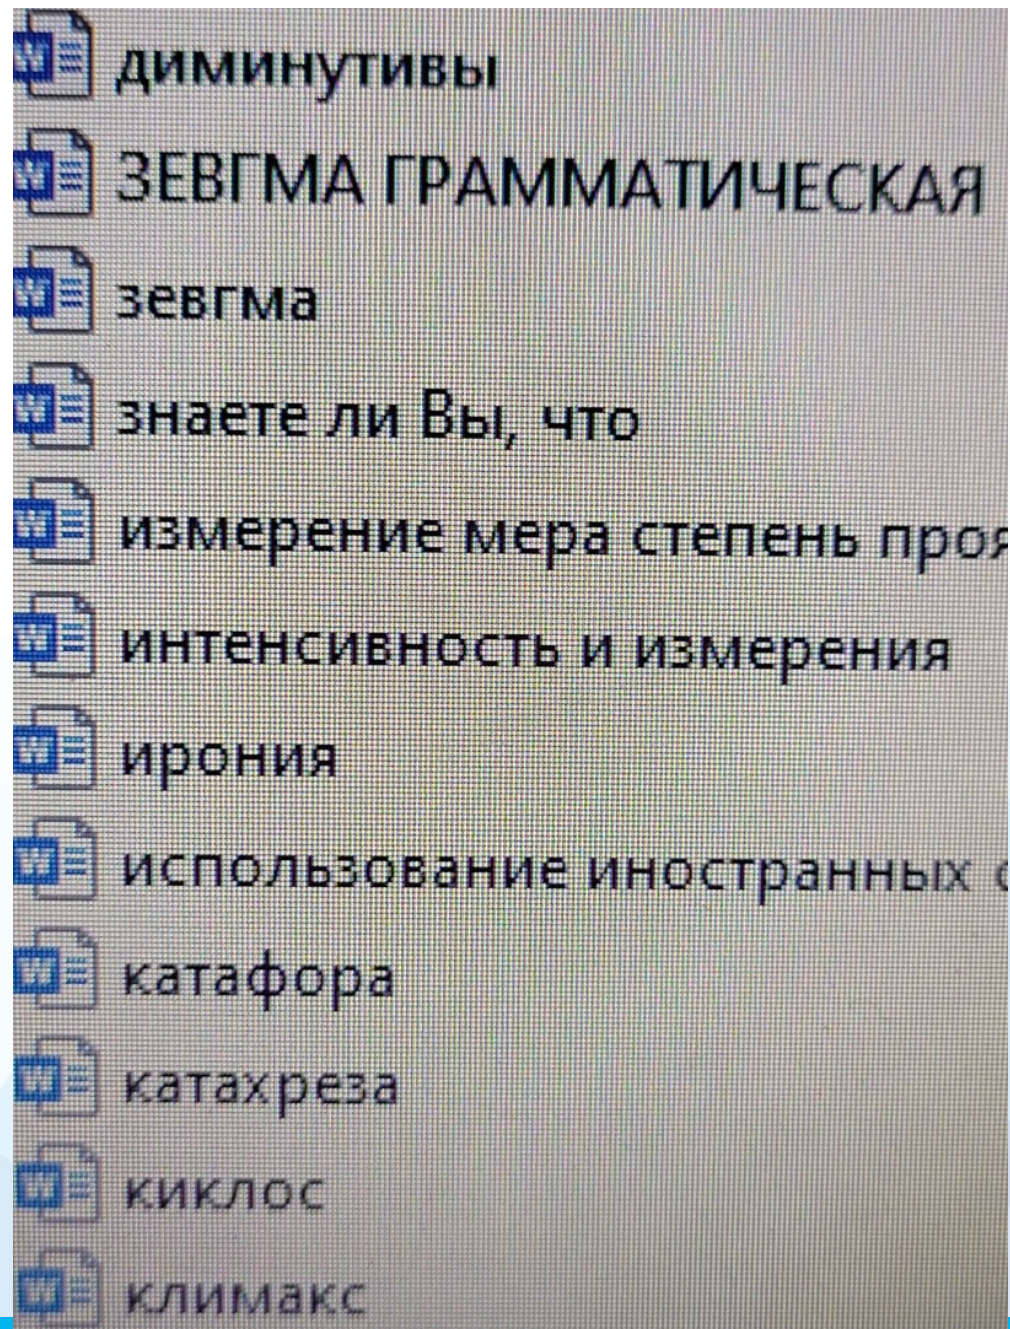 диминутивы
ЗЕВГМА ГРАММАТИЧЕСКАЯ
зевгма
знаете ли Вы, что
измерение мера степень проя
интенсивность и измерения
ирония
использование иностранных с
катафора
катахреза
киклос
климакс